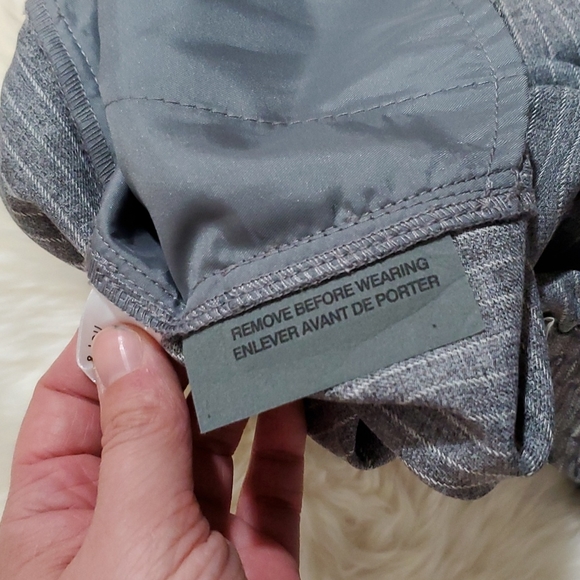 REMOVE BEFORE WEARING
ENLEVER AVANT DE PORTER